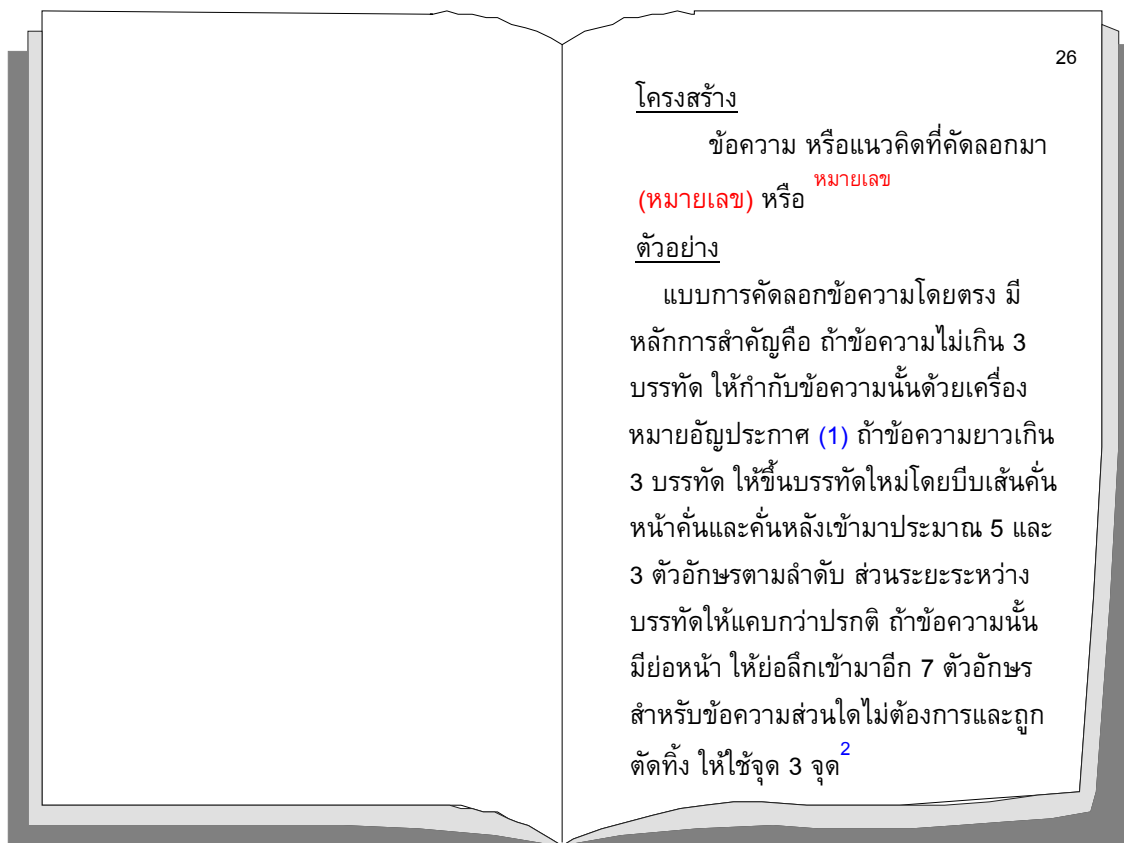 26
โครงสร้าง
ข้อความ หรือแนวคิดที่คัดลอกมา
(หมายเลข) หรือ หมายเลข
ตัวอย่าง
แบบการคัดลอกข้อความโดยตรง มี
หลักการสำคัญคือ ถ้าข้อความไม่เกิน 3
บรรทัด ให้กำกับข้อความนั้นด้วยเครื่อง
หมายอัญประกาศ (1) ถ้าข้อความยาวเกิน
3 บรรทัด ให้ขึ้นบรรทัดใหม่โดยบีบเส้นคั่น
หน้าคั่นและคั่นหลังเข้ามาประมาณ 5 และ
3 ตัวอักษรตามลำดับ ส่วนระยะระหว่าง
บรรทัดให้แคบกว่าปรกติ ถ้าข้อความนั้น
มีย่อหน้า ให้ย่อลึกเข้ามาอีก 7 ตัวอักษร
สำหรับข้อความส่วนใดไม่ต้องการและถูก
ตัดทิ้ง ให้ใช้จุด 3 จุด2